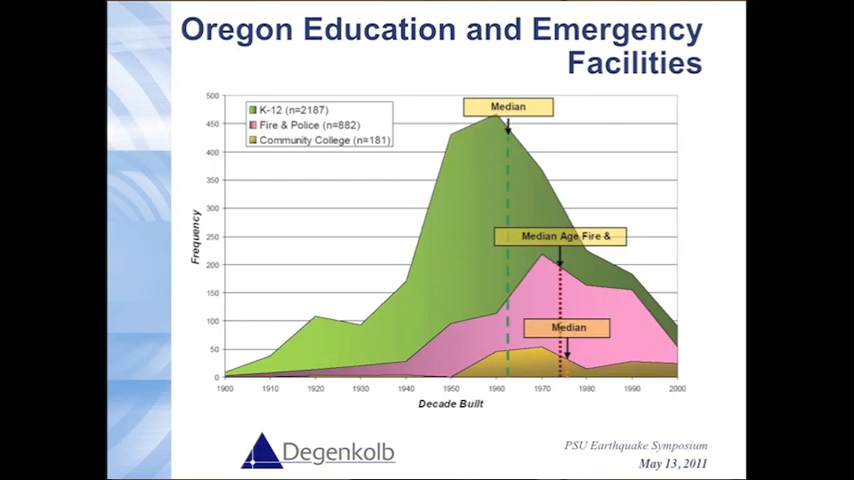 Oregon Education and Emergency
Facilities
500
450
400
350
300
250
200
150
100
50
0
Frequency
K-12 (n=2187)
Fire & Police (n=882)
Community College (n=181)
Median
Median Age Fire &
Median
1900 1910 1920 1930 1940 1950 1960 1970 1980 1990 2000
Decade Built
Degenkolb
PSU Earthquake Symposium
May 13, 2011